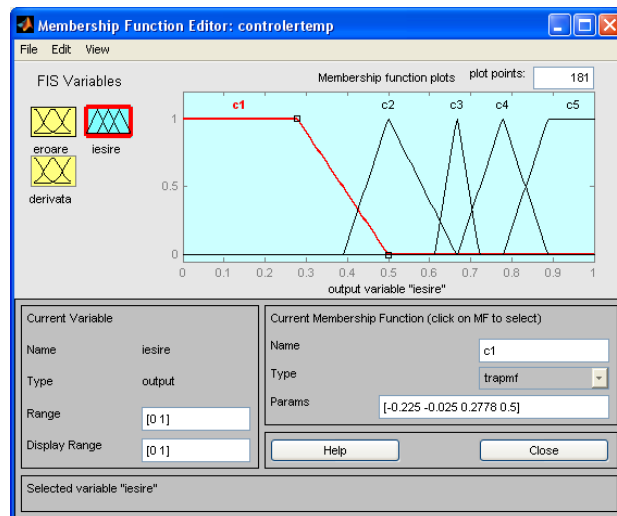 Membership Function Editor: controlertemp
File Edit View
FIS Variables
Membership function plots plot points: 181
eroare iesire
derivata
c1 c2 c3 c4 c5
1
0.5
0
0 0.1 0.2 0.3 0.4 0.5 0.6 0.7 0.8 0.9 1
output variable "iesire"
Current Variable
Name iesire
Type output
Range [0 1]
Display Range [0 1]
Current Membership Function (click on MF to select)
Name c1
Type trapmf
Params [-0.225 -0.025 0.2778 0.5]
Help Close
Selected variable "iesire"